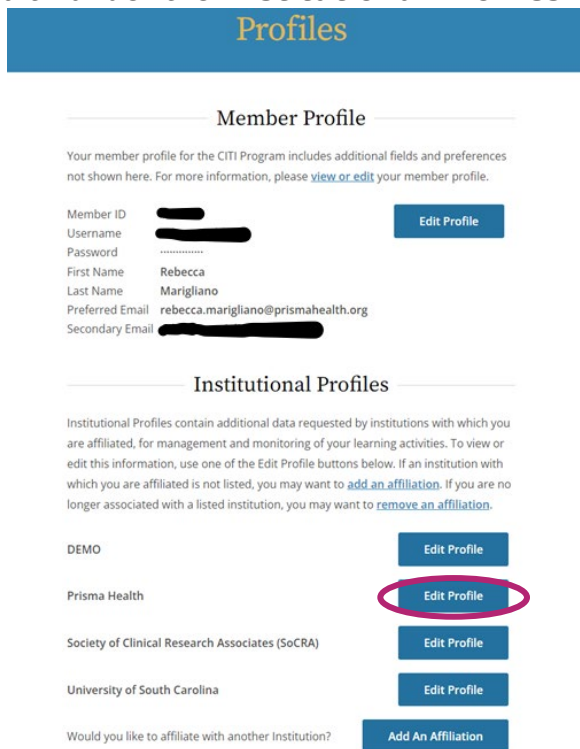 Profiles
Member Profile
Your member profile for the CITI Program includes additional fields and preferences
not shown here. For more information, please view or edit your member profile.
Member ID
Edit Profile
Username
Password ..............
First Name Rebecca
Last Name Marigliano
Preferred Email rebecca.marigliano@prismahealth.org
Secondary Email
Institutional Profiles
Institutional Profiles contain additional data requested by institutions with which you
are affiliated, for management and monitoring of your learning activities. To view or
edit this information, use one of the Edit Profile buttons below. If an institution with
which you are affiliated is not listed, you may want to add an affiliation. If you are no
longer associated with a listed institution, you may want to remove an affiliation.
DEMO Edit Profile
Prisma Health Edit Profile
Society of Clinical Research Associates (SoCRA) Edit Profile
University of South Carolina Edit Profile
Would you like to affiliate with another Institution? Add An Affiliation